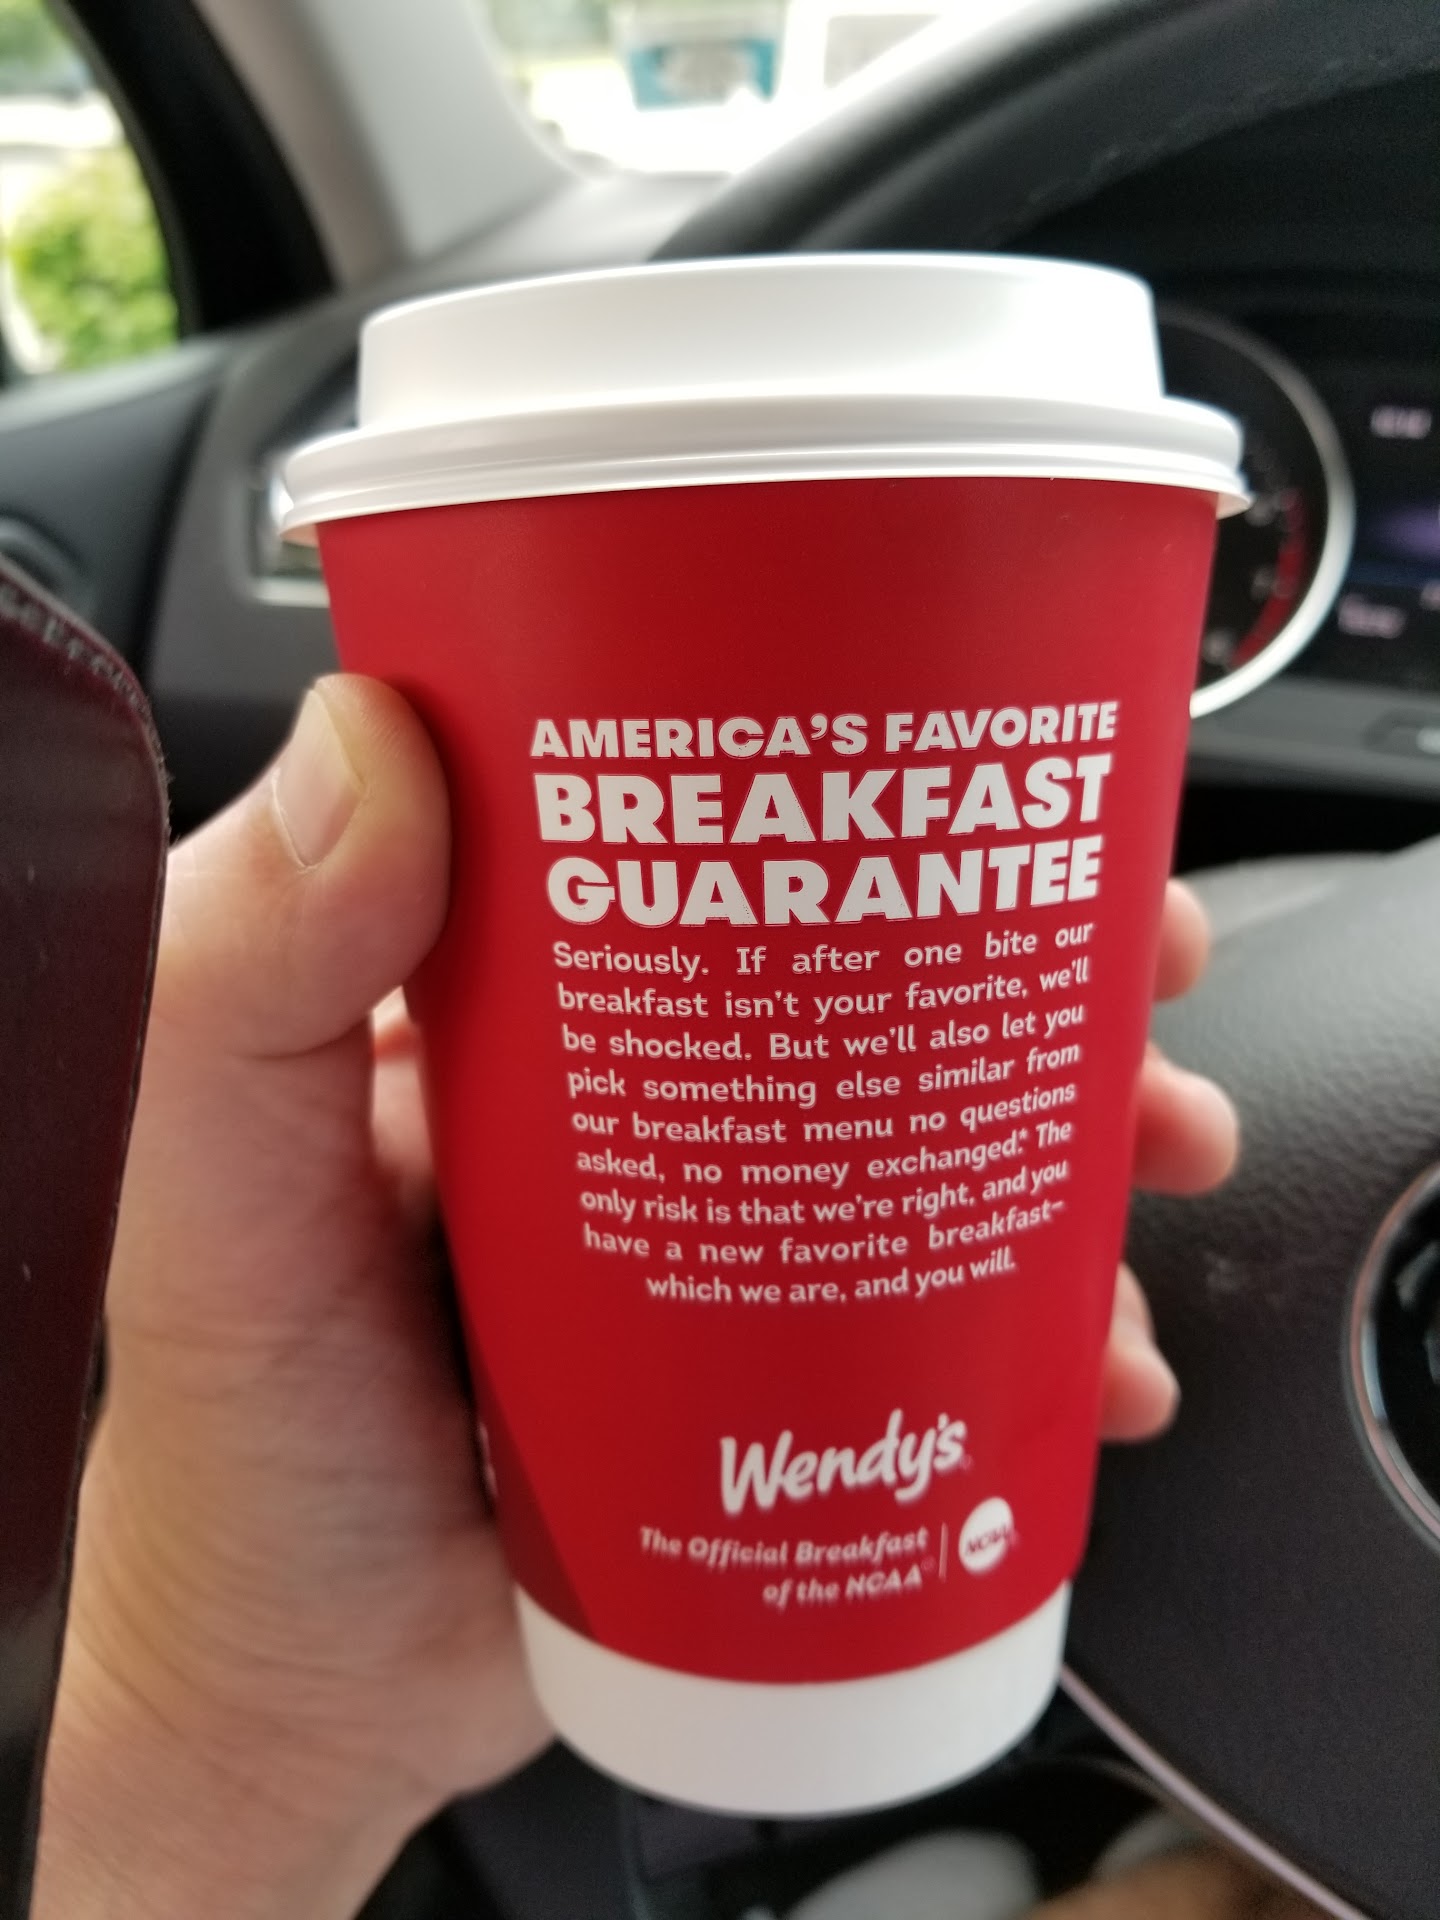 AMERICA'S FAVORITE
BREAKFAST
GUARANTEE
Seriously. If after one bite our
breakfast isn't your favorite, we'll
be shocked. But we'll also let you
pick something else similar from
our breakfast menu no questions
asked, no money exchanged.* The
only risk is that we're right, and you
have a new favorite breakfast–
which we are, and you will.
Wendy's
The Official Breakfast
of the NCAA®
NCAA